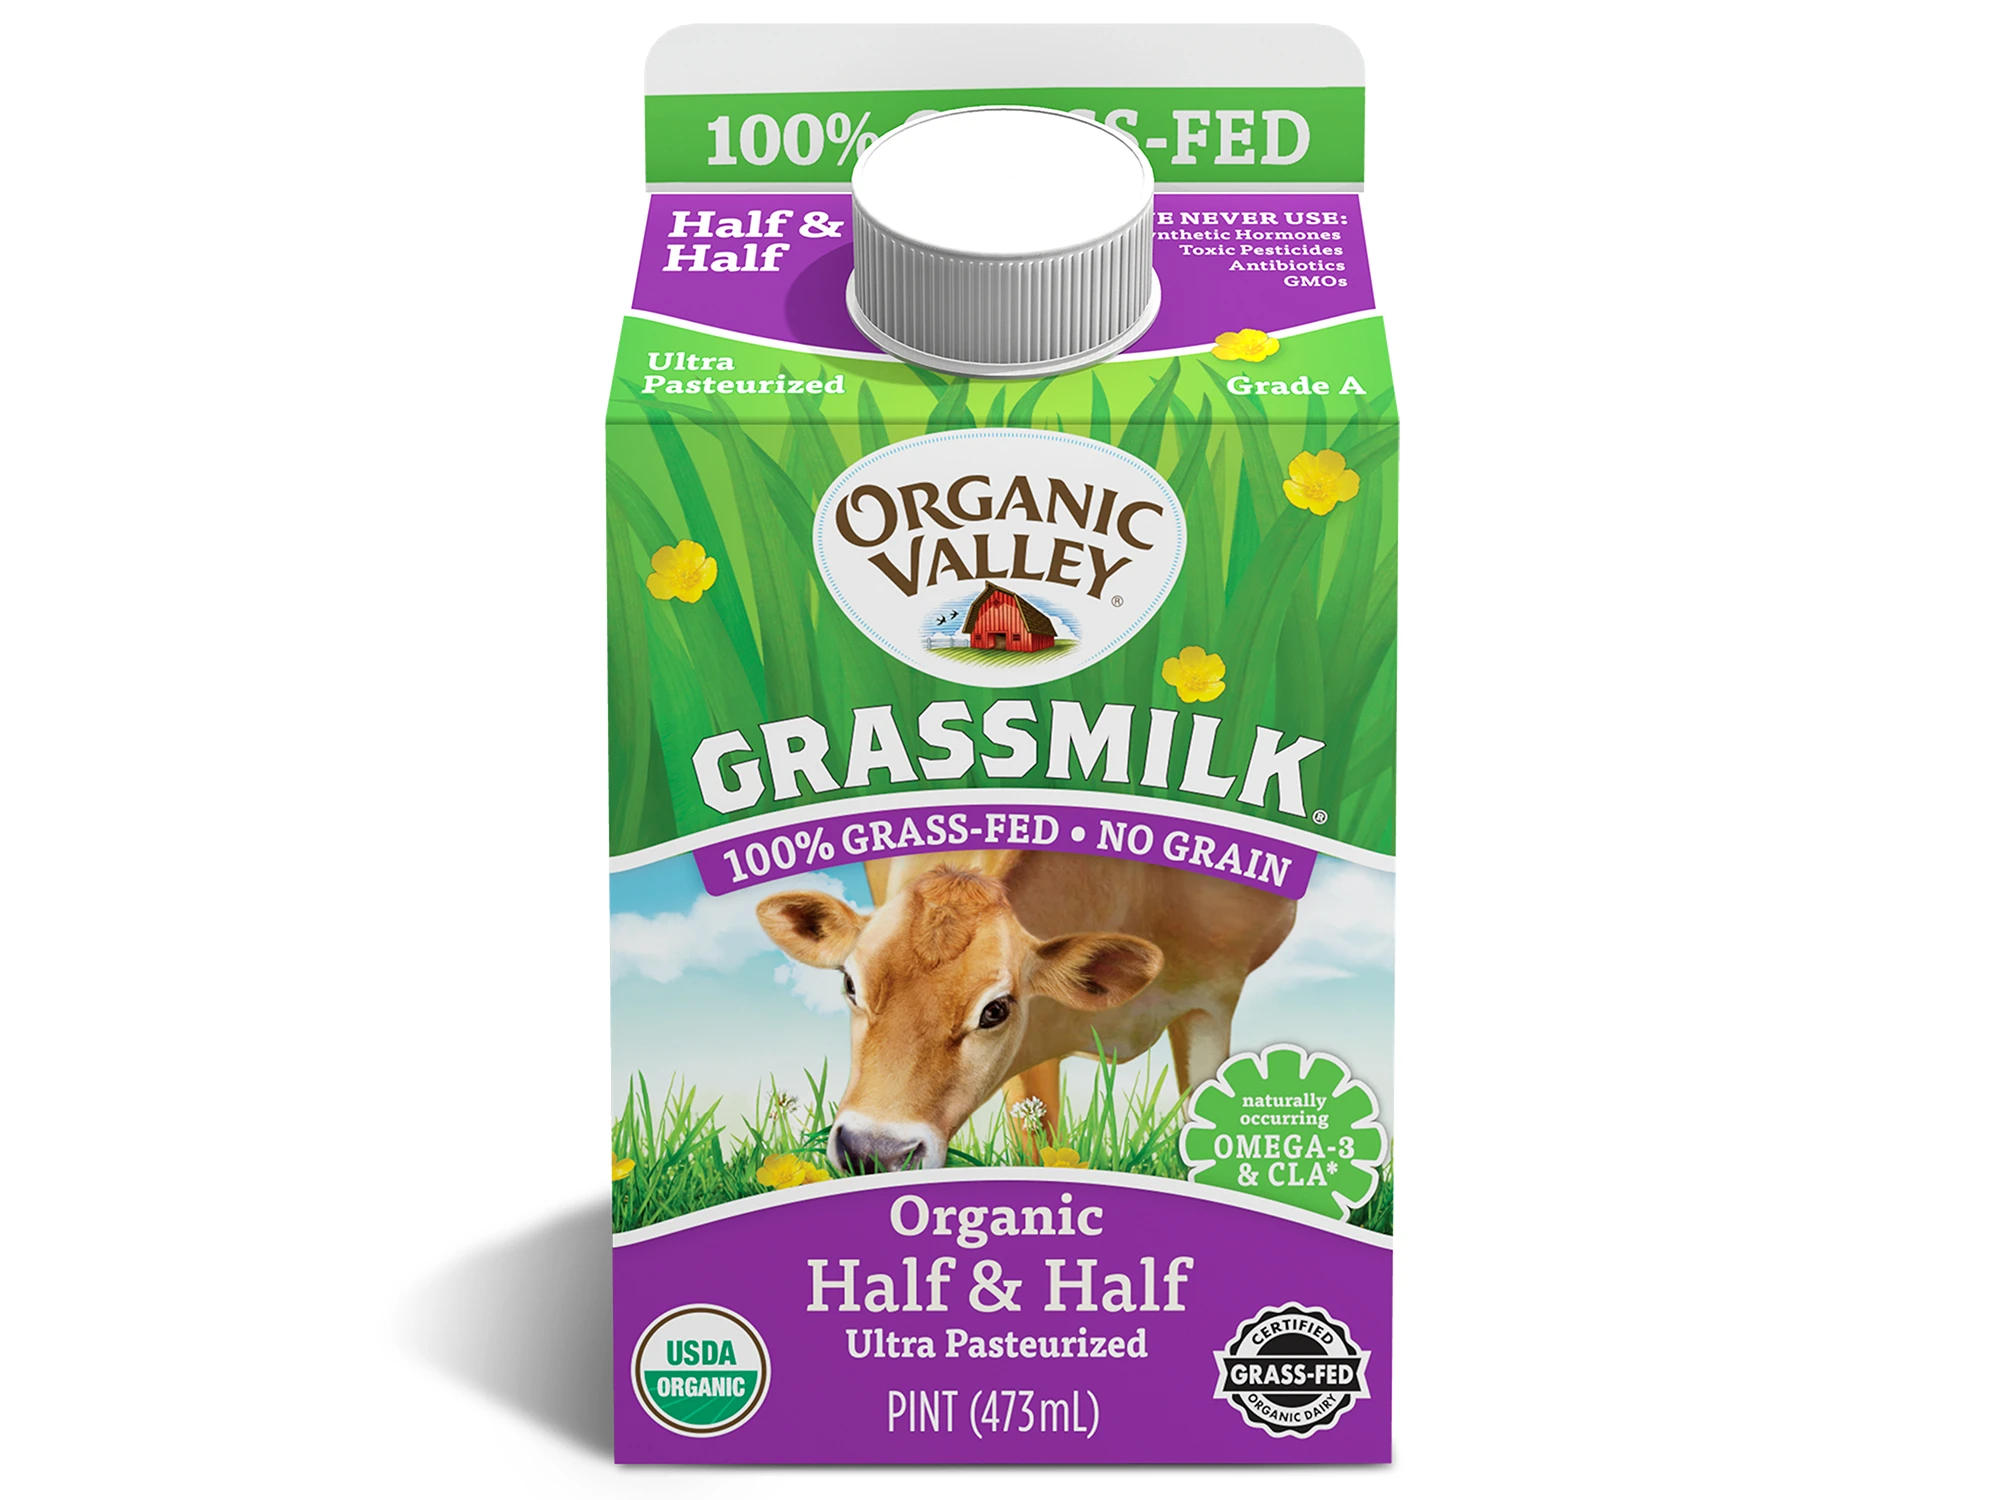 100% -FED
Half &
Half
NEVER USE:
Hormones
Toxic Pesticides
Antibiotics
GMOs
Ultra
Pasteurized
Grade A
ORGANIC
VALLEY®
GRASSMILK®
100% GRASS-FED • NO GRAIN
naturally
occurring
OMEGA-3
& CLA*
Organic
Half & Half
Ultra Pasteurized
PINT (473mL)
USDA
ORGANIC
CERTIFIED
GRASS-FED
ORGANIC DAIRY